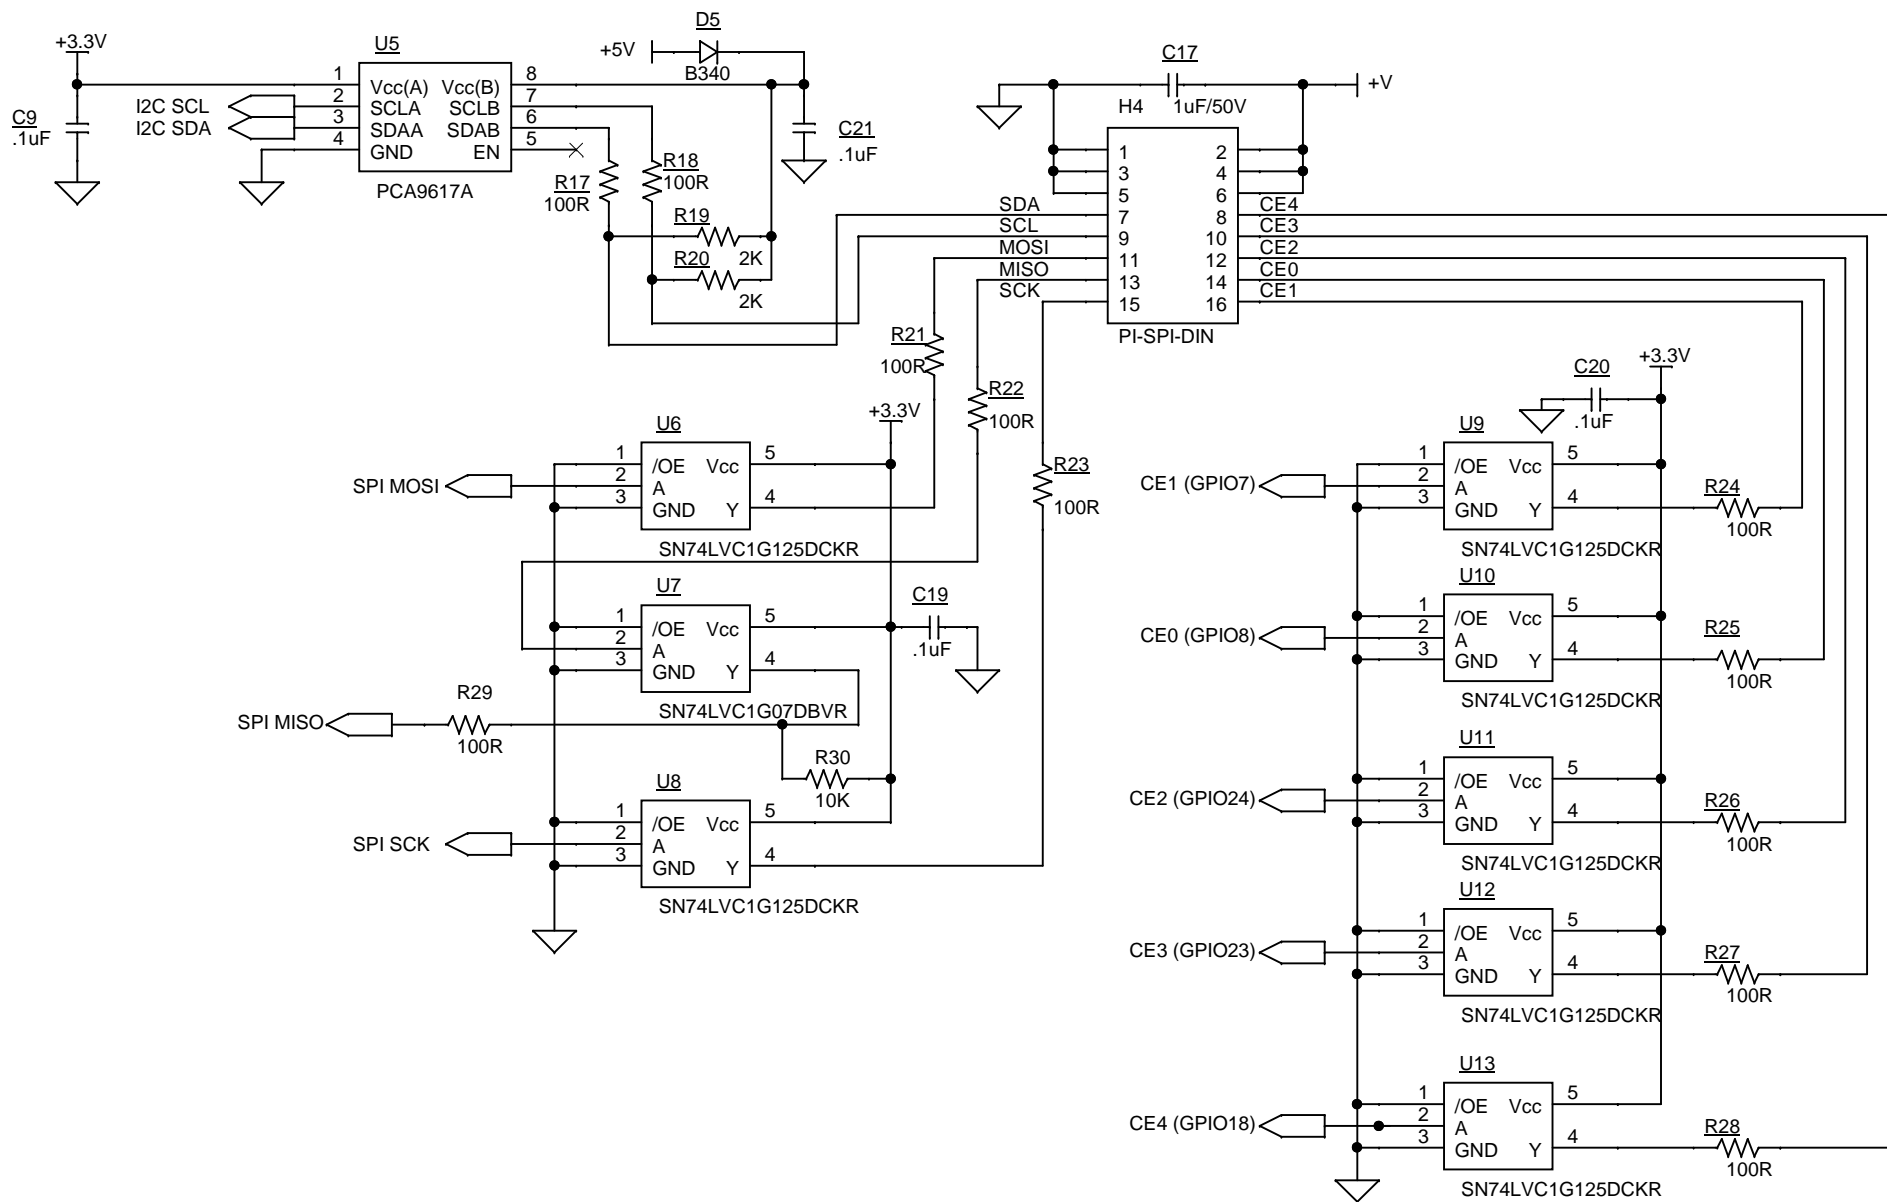 +3.3V
C9
.1uF
I2C SCL
I2C SDA
U5
1 Vcc(A) Vcc(B) 8
2 SCLA SCLB 7
3 SDAA SDAB 6
4 GND EN 5
PCA9617A
+5V
D5
B340
C21
.1uF
R17
100R
R18
100R
R19
2K
R20
2K
C17
1uF/50V
+V
H4
1 2
3 4
5 6
SDA 7 8 CE4
SCL 9 10 CE3
MOSI 11 12 CE2
MISO 13 14 CE0
SCK 15 16 CE1
PI-SPI-DIN
R21
100R
R22
100R
R23
100R
+3.3V
U6
SPI MOSI
1 /OE Vcc 5
2 A
3 GND Y 4
SN74LVC1G125DCKR
U7
1 /OE Vcc 5
2 A
3 GND Y 4
SN74LVC1G07DBVR
C19
.1uF
SPI MISO
R29
100R
R30
10K
U8
SPI SCK
1 /OE Vcc 5
2 A
3 GND Y 4
SN74LVC1G125DCKR
+3.3V
C20
.1uF
U9
CE1 (GPIO7)
1 /OE Vcc 5
2 A
3 GND Y 4
SN74LVC1G125DCKR
R24
100R
U10
CE0 (GPIO8)
1 /OE Vcc 5
2 A
3 GND Y 4
SN74LVC1G125DCKR
R25
100R
U11
CE2 (GPIO24)
1 /OE Vcc 5
2 A
3 GND Y 4
SN74LVC1G125DCKR
R26
100R
U12
CE3 (GPIO23)
1 /OE Vcc 5
2 A
3 GND Y 4
SN74LVC1G125DCKR
R27
100R
U13
CE4 (GPIO18)
1 /OE Vcc 5
2 A
3 GND Y 4
SN74LVC1G125DCKR
R28
100R